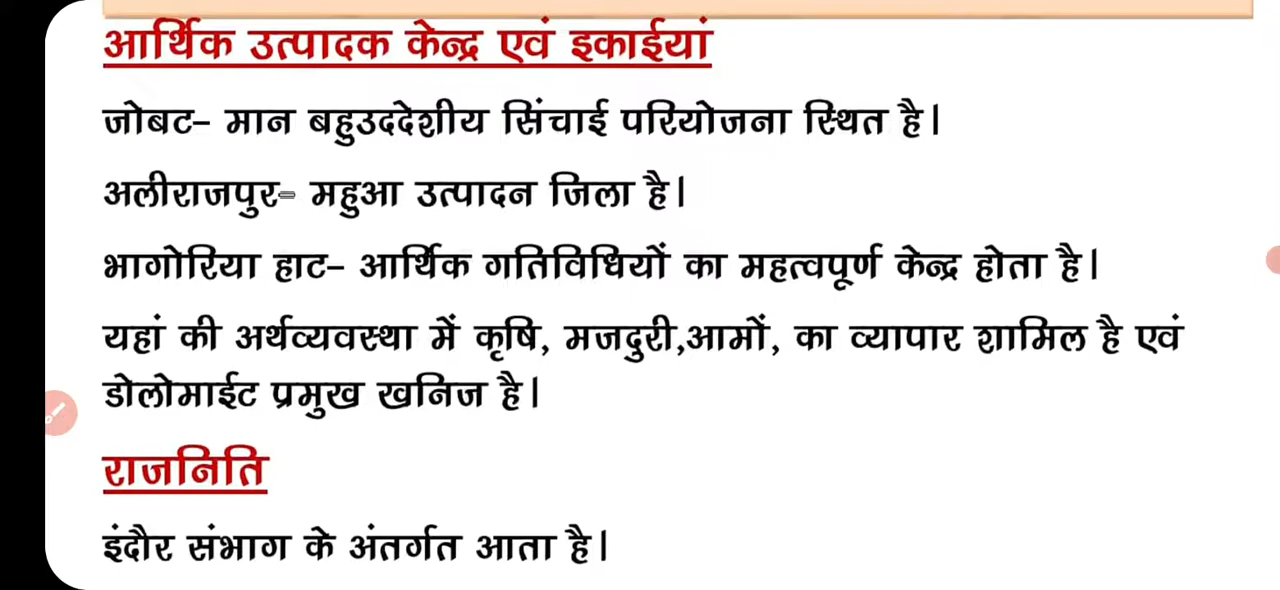 आर्थिक उत्पादक केन्द्र एवं इकाईयां
जोबट– मान बहुउददेशीय सिंचाई परियोजना स्थित है।
अलीराजपुर– महुआ उत्पादन जिला है।
भागोरिया हाट– आर्थिक गतिविधियों का महत्वपूर्ण केन्द्र होता है।
यहां की अर्थव्यवस्था में कृषि, मजदुरी,आमों, का व्यापार शामिल है एवं
डोलोमाईट प्रमुख खनिज है।
राजनिति
इंदौर संभाग के अंतर्गत आता है।